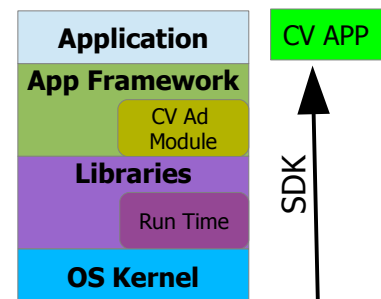 Application
CV APP
App Framework
CV Ad
Module
Libraries
Run Time
SDK
OS Kernel